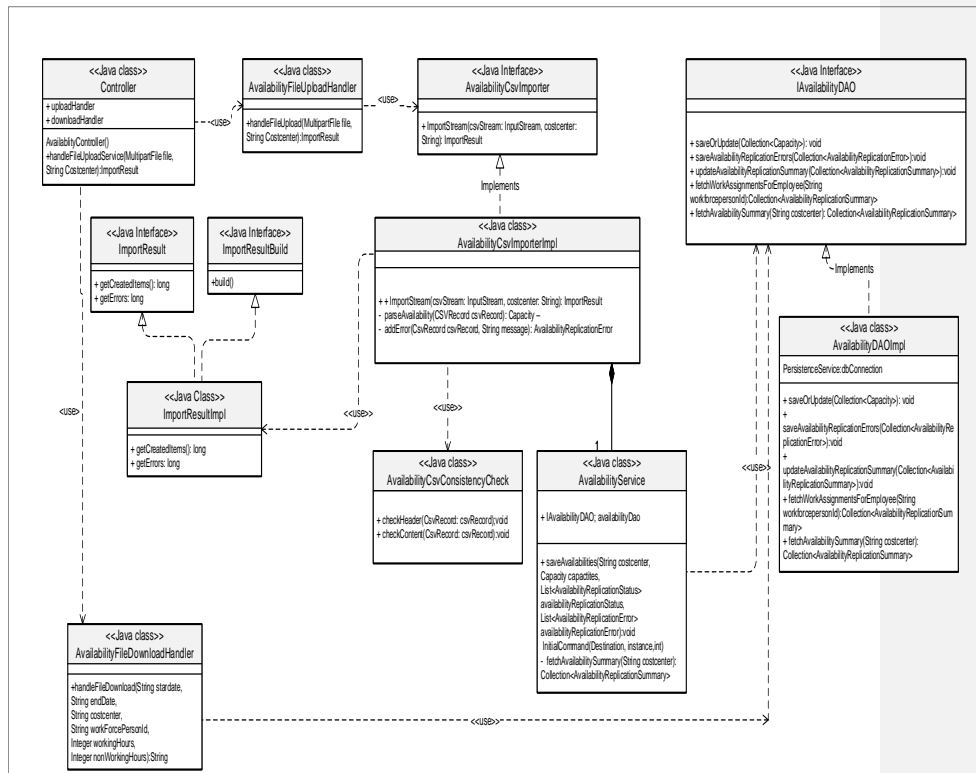 <<Java class>>
Controller
+ uploadHandler
+ downloadHandler
AvailablityController()
+handleFileUploadService(MultipartFile file,
String Costcenter):ImportResult
<use>
<<Java class>>
AvailabilityFileUploadHandler
+handleFileUpload(MultipartFile file,
String Costcenter):ImportResult
<use>
<<Java Interface>>
AvailabilityCsvImporter
+ ImportStream(csvStream: InputStream, costcenter:
String): ImportResult
Implements
<<Java Interface>>
IAvailabilityDAO
+ saveOrUpdate(Collection<Capacity>): void
+ saveAvailabilityReplicationErrors(Collection<AvailabilityReplicationError>):void
+ updateAvailabilityReplicationSummary(Collection<AvailabilityReplicationSummary>):void
+ fetchWorkAssignmentsForEmployee(String
workforcepersonId):Collection<AvailabilityReplicationSummary>
+ fetchAvailabilitySummary(String costcenter): Collection<AvailabilityReplicationSummary>
Implements
<<Java Interface>>
ImportResult
+ getCreatedItems(): long
+ getErrors: long
<<Java Interface>>
ImportResultBuild
+build()
<<Java class>>
AvailabilityCsvImporterImpl
+ + ImportStream(csvStream: InputStream, costcenter: String): ImportResult
- parseAvailability(CSVRecord csvRecord): Capacity –
- addError(CsvRecord csvRecord, String message): AvailabilityReplicationError
<<Java class>>
AvailabilityDAOImpl
PersistenceService:dbConnection
+ saveOrUpdate(Collection<Capacity>): void
+
saveAvailabilityReplicationErrors(Collection<AvailabilityRe
plicationError>):void
+
updateAvailabilityReplicationSummary(Collection<Availabi
lityReplicationSummary>):void
+ fetchWorkAssignmentsForEmployee(String
workforcepersonId):Collection<AvailabilityReplicationSum
mary>
+ fetchAvailabilitySummary(String costcenter):
Collection<AvailabilityReplicationSummary>
<use>
<<Java Class>>
ImportResultImpl
+ getCreatedItems(): long
+ getErrors: long
<<use>>
<<use>>
1
<<Java class>>
AvailabilityCsvConsistencyCheck
+ checkHeader(CsvRecord: csvRecord):void
+ checkContent(CsvRecord: csvRecord):void
<<Java class>>
AvailabilityService
+ IAvailabilityDAO; availabilityDao
+ saveAvailabilities(String costcenter,
Capacity capactites,
List<AvailabilityReplicationStatus>
availabilityReplicationStatus,
List<AvailabilityReplicationError>
availabilityReplicationError):void
InitialCommand(Destination, instance,int)
- fetchAvailabilitySummary(String costcenter):
Collection<AvailabilityReplicationSummary>
<<use>>
<<Java class>>
AvailabilityFileDownloadHandler
+handleFileDownload(String stardate,
String endDate,
String costcenter,
String workForcePersonId,
Integer workingHours,
Integer nonWorkingHours):String
<<use>>